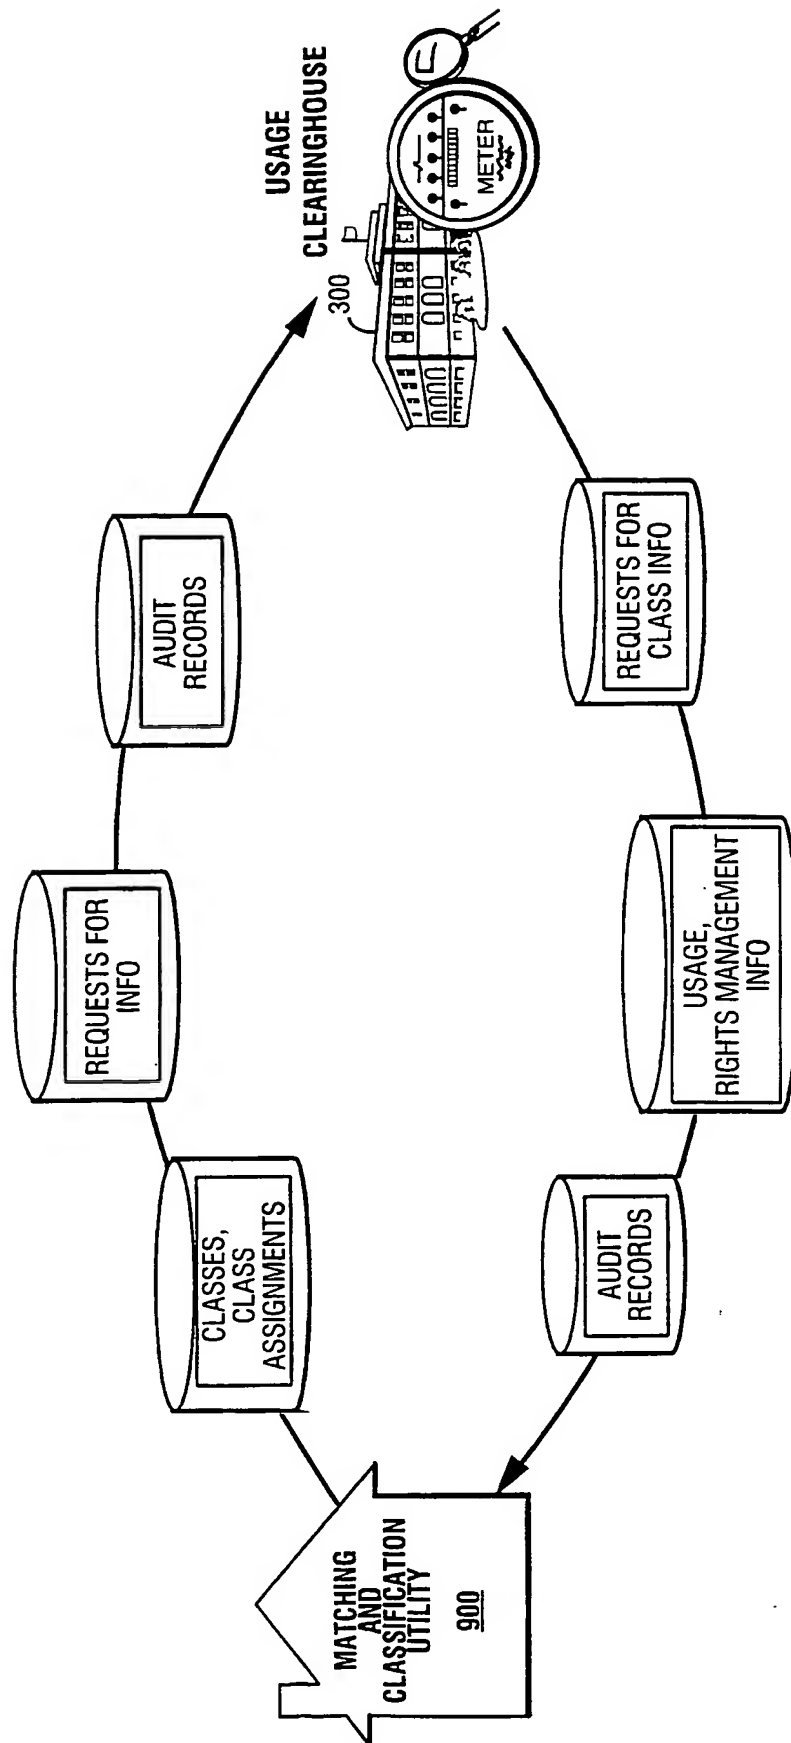 MATCHING
AND
CLASSIFICATION
UTILITY
900
CLASSES,
CLASS
ASSIGNMENTS
REQUESTS FOR
INFO
AUDIT
RECORDS
USAGE
CLEARINGHOUSE
300
METER
REQUESTS FOR
CLASS INFO
USAGE,
RIGHTS MANAGEMENT
INFO
AUDIT
RECORDS